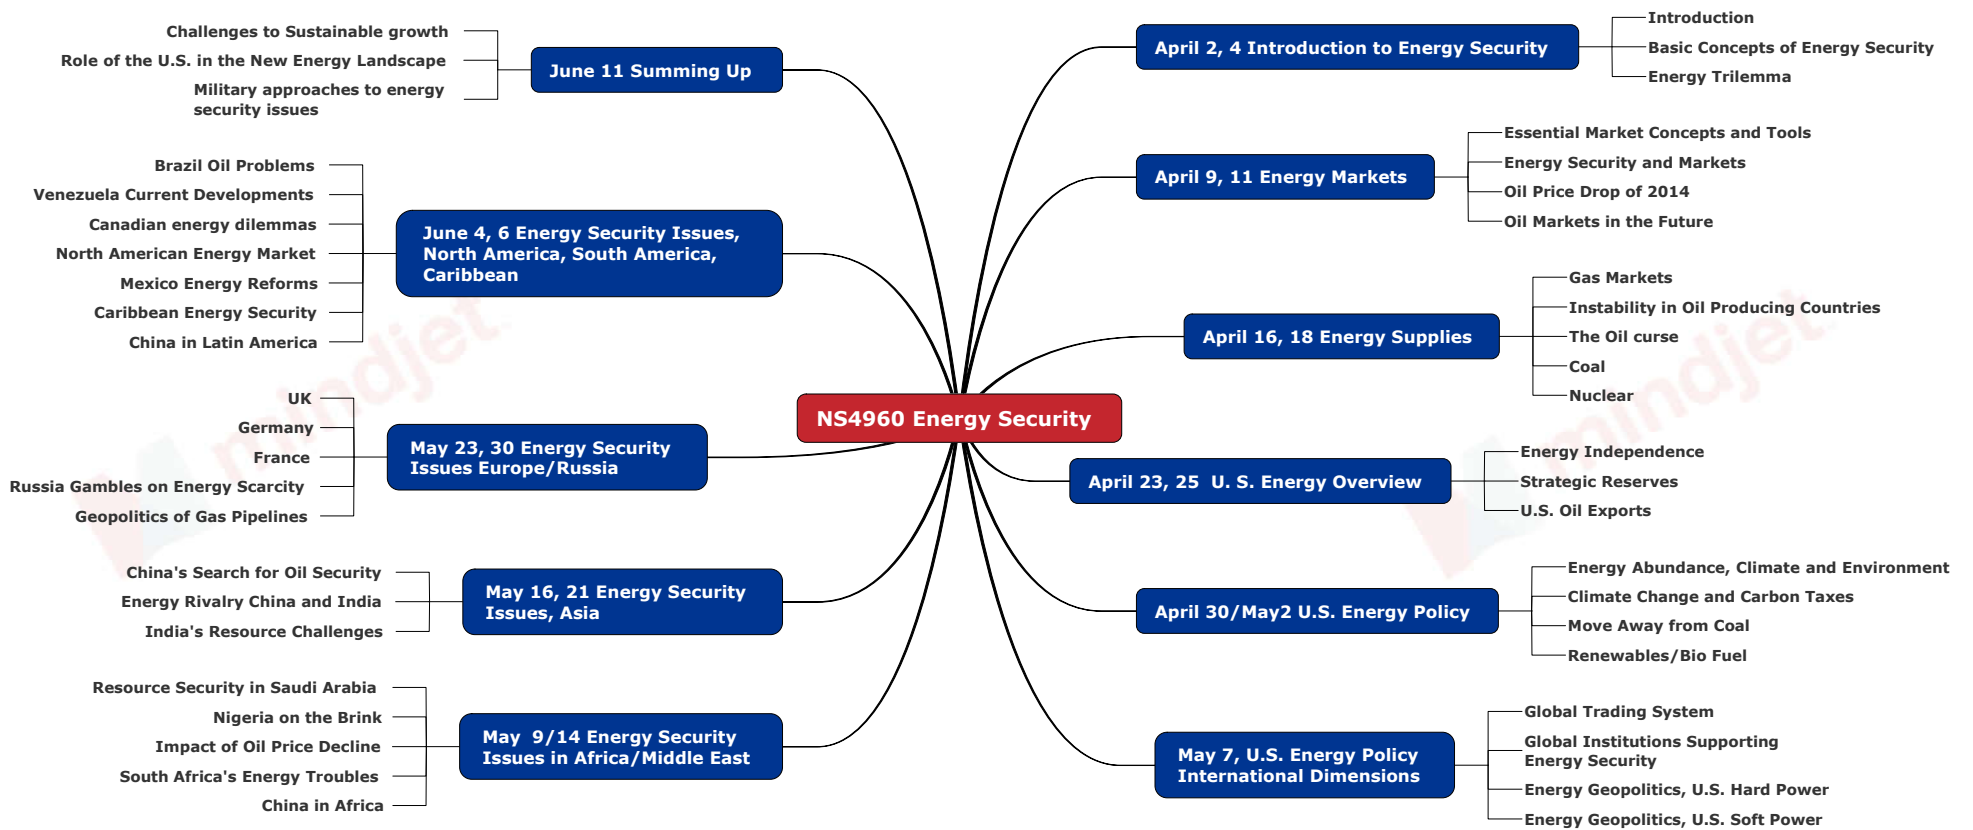 NS4960 Energy Security
April 2, 4 Introduction to Energy Security
Introduction
Basic Concepts of Energy Security
Energy Trilemma
April 9, 11 Energy Markets
Essential Market Concepts and Tools
Energy Security and Markets
Oil Price Drop of 2014
Oil Markets in the Future
April 16, 18 Energy Supplies
Gas Markets
Instability in Oil Producing Countries
The Oil curse
Coal
Nuclear
April 23, 25  U. S. Energy Overview
Energy Independence
Strategic Reserves
U.S. Oil Exports
April 30/May2 U.S. Energy Policy
Energy Abundance, Climate and Environment
Climate Change and Carbon Taxes
Move Away from Coal
Renewables/Bio Fuel
May 7, U.S. Energy Policy
International Dimensions
Global Trading System
Global Institutions Supporting
Energy Security
Energy Geopolitics, U.S. Hard Power
Energy Geopolitics, U.S. Soft Power
May  9/14 Energy Security
Issues in Africa/Middle East
Resource Security in Saudi Arabia
Nigeria on the Brink
Impact of Oil Price Decline
South Africa's Energy Troubles
China in Africa
May 16, 21 Energy Security
Issues, Asia
China's Search for Oil Security
Energy Rivalry China and India
India's Resource Challenges
May 23, 30 Energy Security
Issues Europe/Russia
UK
Germany
France
Russia Gambles on Energy Scarcity
Geopolitics of Gas Pipelines
June 4, 6 Energy Security Issues,
North America, South America,
Caribbean
Brazil Oil Problems
Venezuela Current Developments
Canadian energy dilemmas
North American Energy Market
Mexico Energy Reforms
Caribbean Energy Security
China in Latin America
June 11 Summing Up
Challenges to Sustainable growth
Role of the U.S. in the New Energy Landscape
Military approaches to energy
security issues
mindjet
mindjet